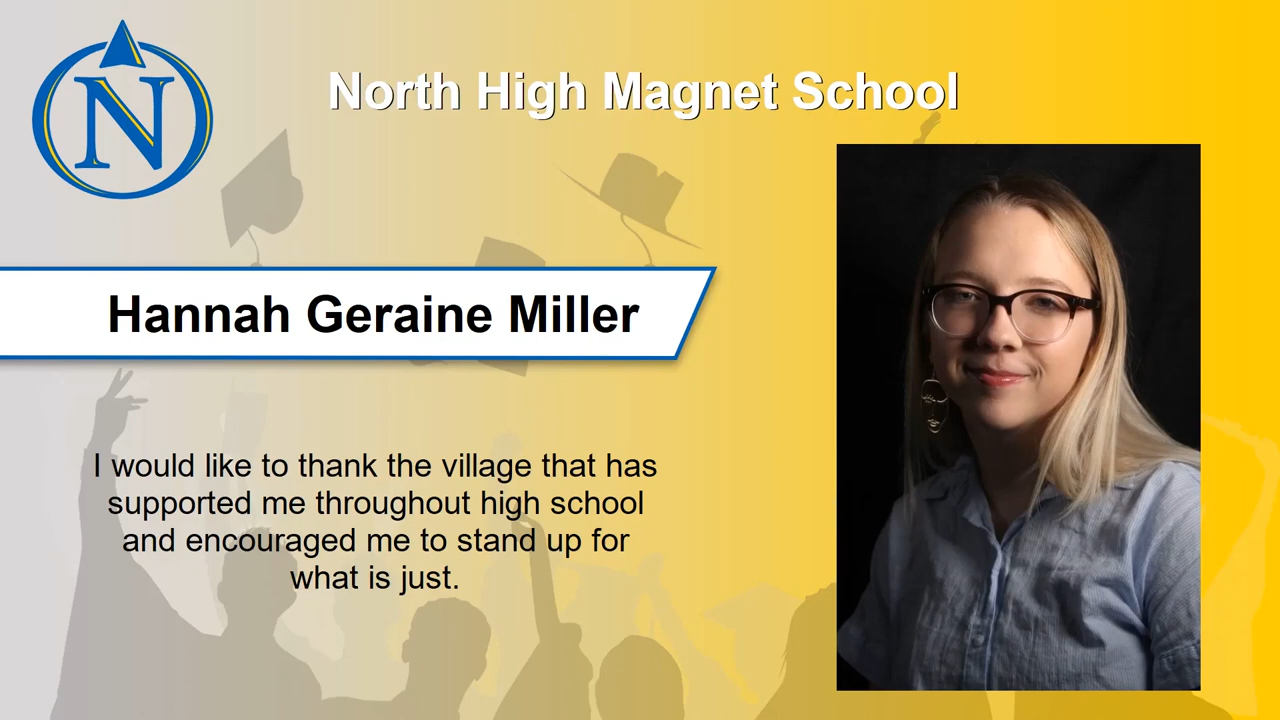 N
North High Magnet School
Hannah Geraine Miller
I would like to thank the village that has
supported me throughout high school
and encouraged me to stand up for
what is just.